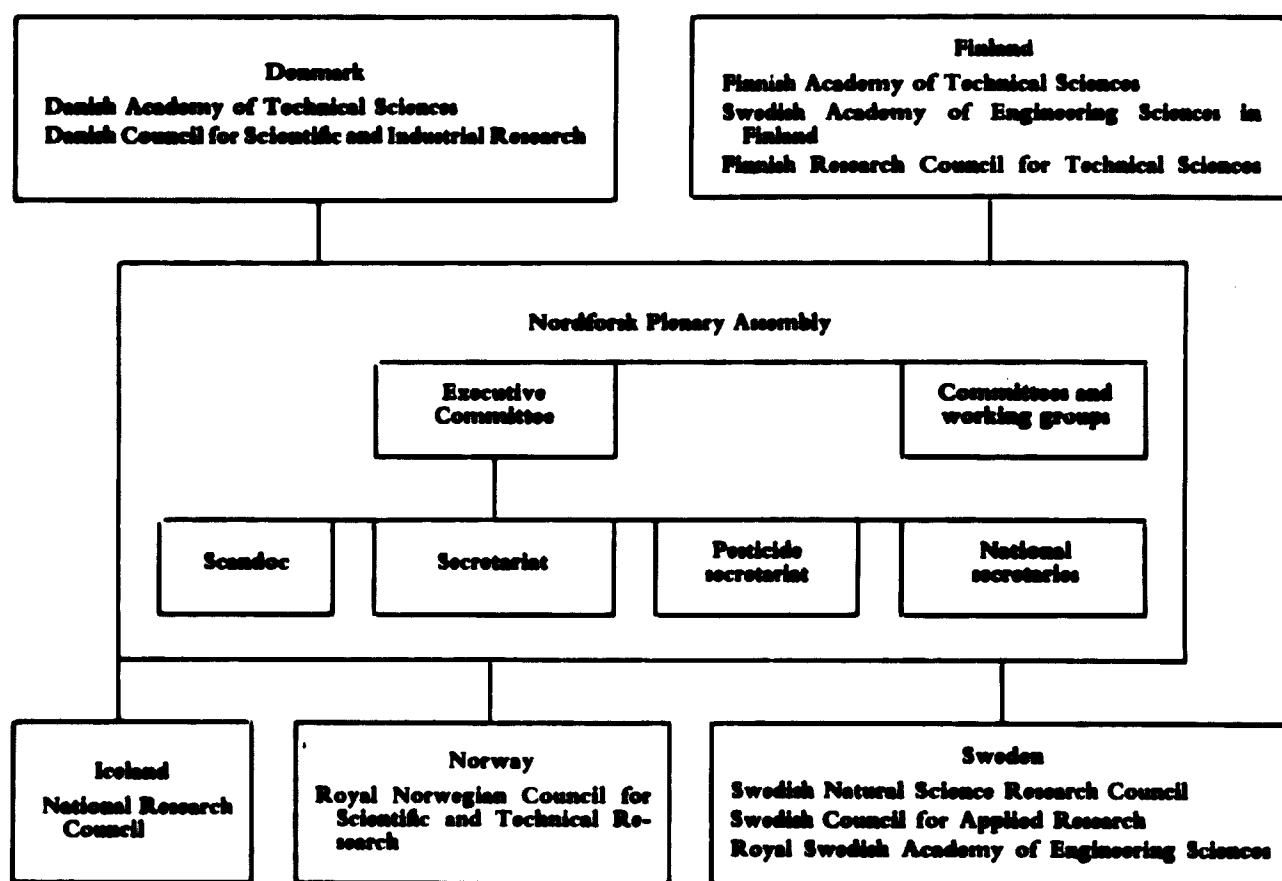 Denmark
Danish Academy of Technical Sciences
Danish Council for Scientific and Industrial Research
Finland
Finnish Academy of Technical Sciences
Swedish Academy of Engineering Sciences in
Finland
Finnish Research Council for Technical Sciences
Nordforsk Plenary Assembly
Executive
Committee
Committees and
working groups
Scandoc
Secretariat
Pesticide
secretariat
National
secretaries
Iceland
National Research
Council
Norway
Royal Norwegian Council for
Scientific and Technical Re-
search
Sweden
Swedish Natural Science Research Council
Swedish Council for Applied Research
Royal Swedish Academy of Engineering Sciences